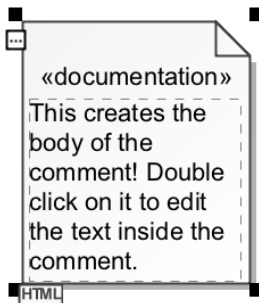 «documentation»
This creates the
body of the
comment! Double
click on it to edit
the text inside the
comment.
HTML